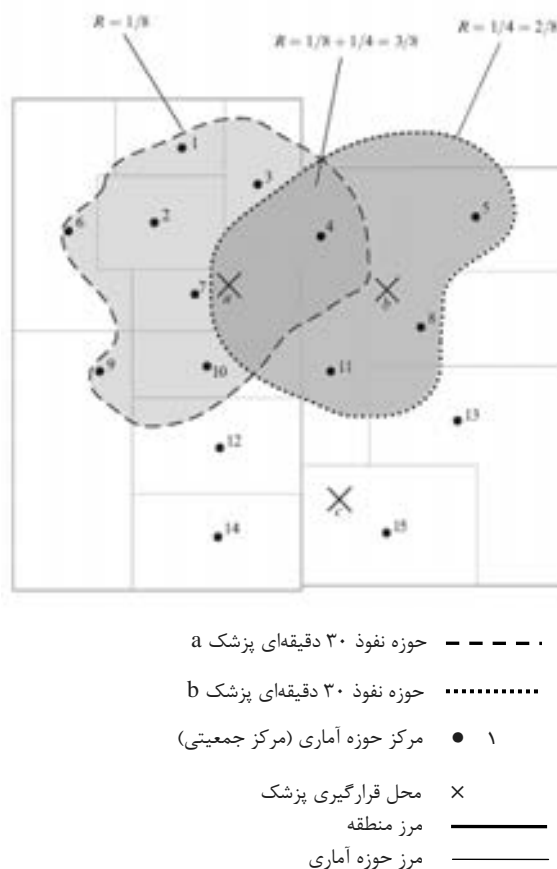 R = 1/8
R = 1/8 + 1/4 = 3/8
R = 1/4 = 2/8
1
3
2
6
4
5
7
a
b
8
9
10
11
13
12
c
14
15
حوزه نفوذ ۳۰ دقیقه‌ای پزشک a
حوزه نفوذ ۳۰ دقیقه‌ای پزشک b
۱ مرکز حوزه آماری (مرکز جمعیتی)
محل قرارگیری پزشک
مرز منطقه
مرز حوزه آماری